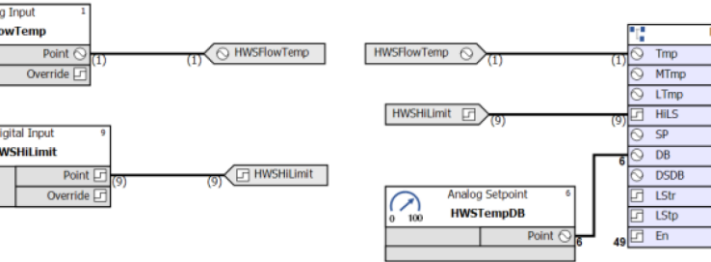 g Input 1
owTemp
Point (1) (1) HWSFlowTemp
Override
igital Input 9
WSHiLimit
Point (9) (9) HWSHiLimit
Override
HWSFlowTemp (1) (1) Tmp
MTmp
LTmp
HWSHiLimit (9) (9) HiLS
SP
6 DB
DSDB
LStr
LStp
49 En
Analog Setpoint 6
0 100 HWSTempDB
Point 6